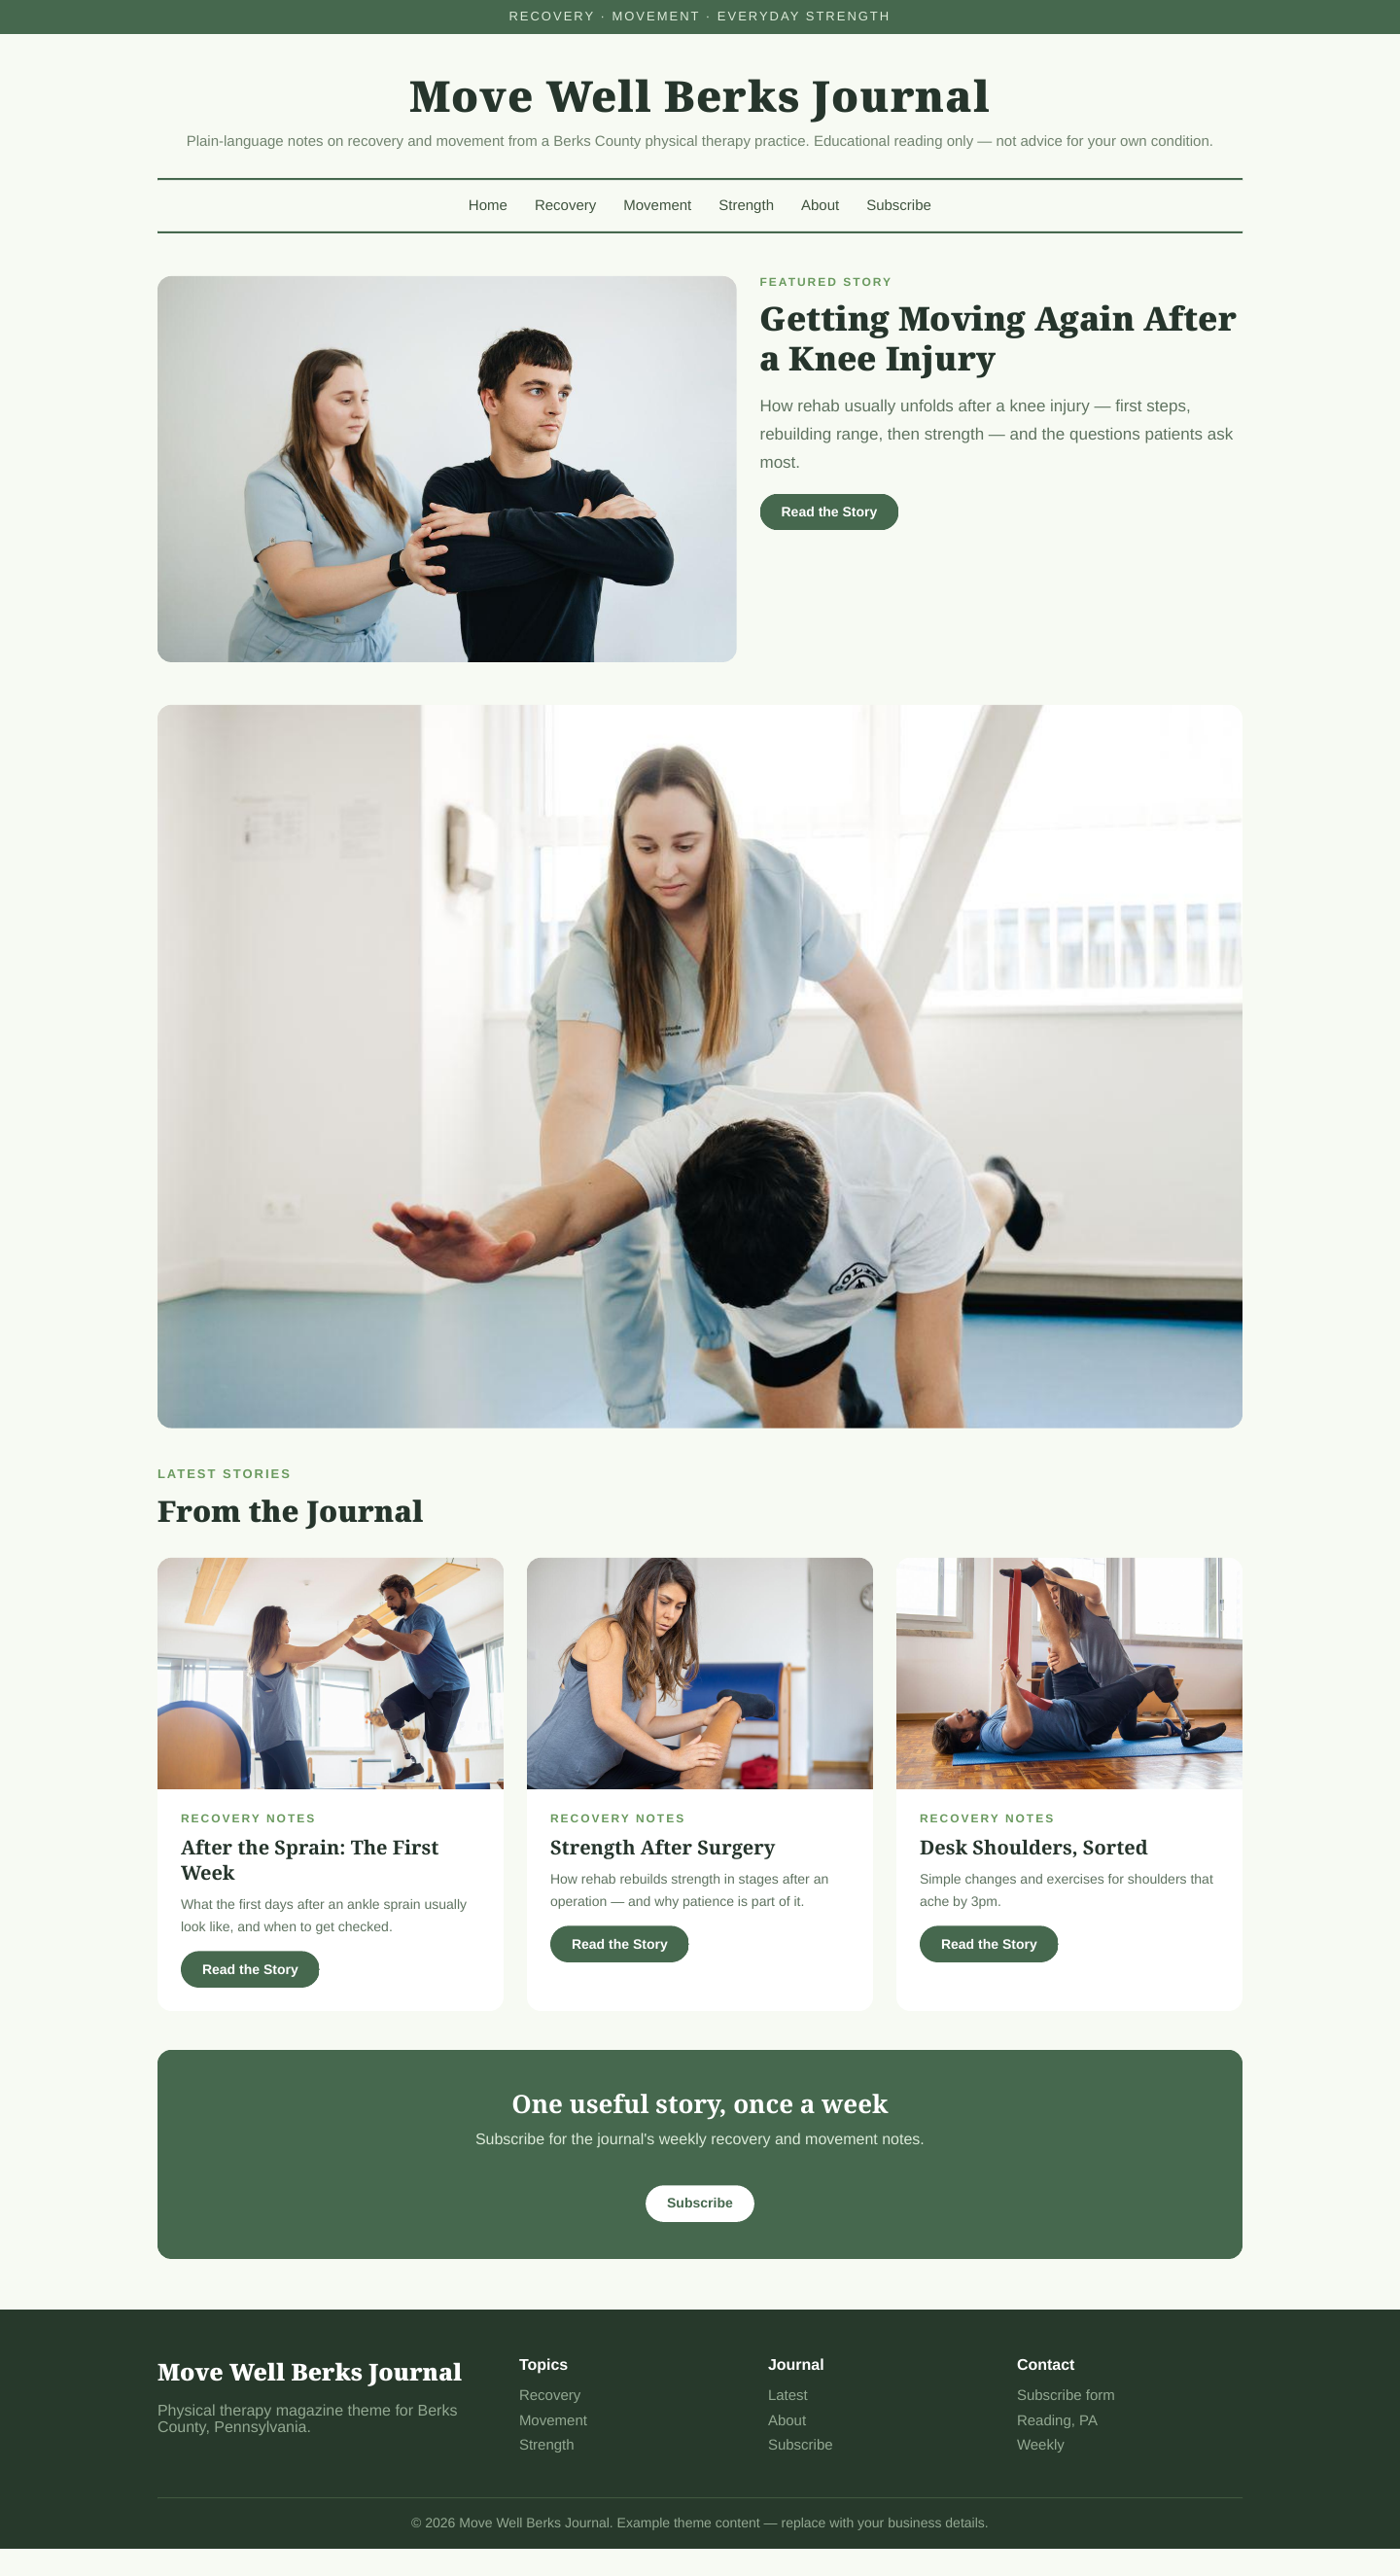 RECOVERY · MOVEMENT · EVERYDAY STRENGTH
Move Well Berks Journal
Plain-language notes on recovery and movement from a Berks County physical therapy practice. Educational reading only — not advice for your own condition.
Home Recovery Movement Strength About Subscribe
FEATURED STORY
Getting Moving Again After
a Knee Injury
How rehab usually unfolds after a knee injury — first steps,
rebuilding range, then strength — and the questions patients ask
most.
Read the Story
LATEST STORIES
From the Journal
RECOVERY NOTES
After the Sprain: The First
Week
What the first days after an ankle sprain usually
look like, and when to get checked.
Read the Story
RECOVERY NOTES
Strength After Surgery
How rehab rebuilds strength in stages after an
operation — and why patience is part of it.
Read the Story
RECOVERY NOTES
Desk Shoulders, Sorted
Simple changes and exercises for shoulders that
ache by 3pm.
Read the Story
One useful story, once a week
Subscribe for the journal's weekly recovery and movement notes.
Subscribe
Move Well Berks Journal
Physical therapy magazine theme for Berks
County, Pennsylvania.
Topics
Recovery
Movement
Strength
Journal
Latest
About
Subscribe
Contact
Subscribe form
Reading, PA
Weekly
© 2026 Move Well Berks Journal. Example theme content — replace with your business details.